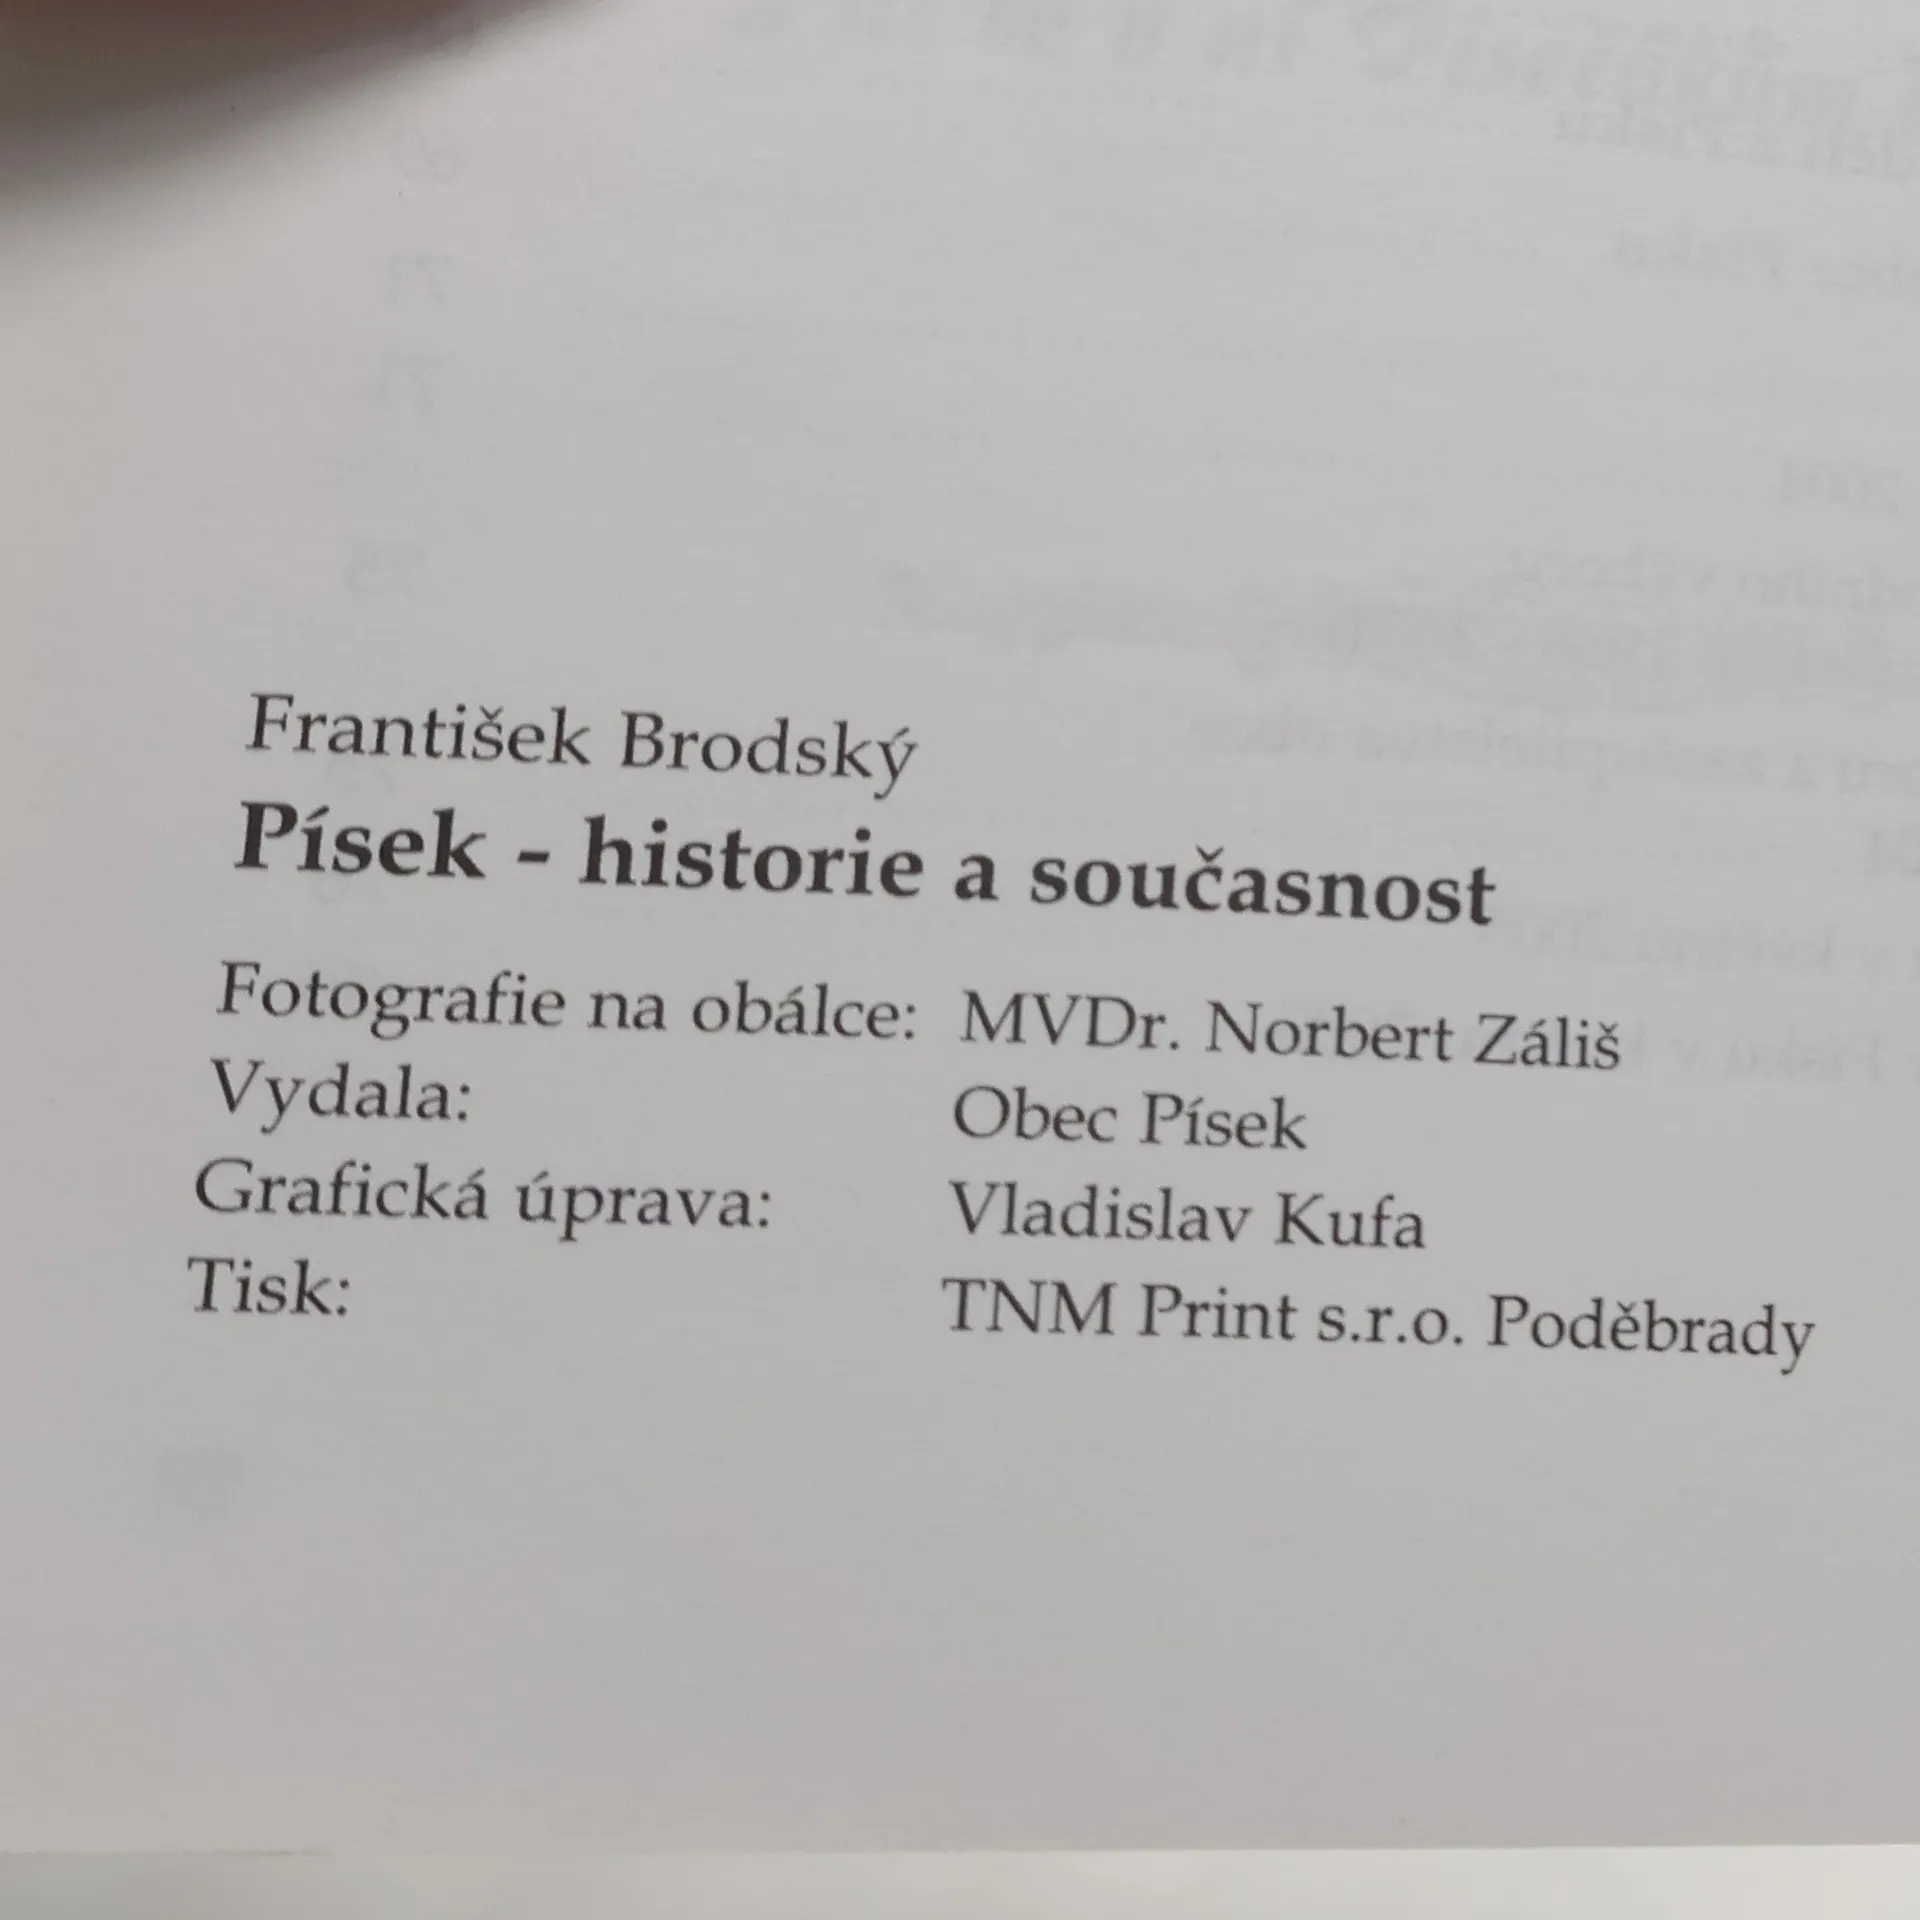 František Brodský
Písek - historie a současnost
Fotografie na obálce: MVDr. Norbert Záliš
Vydala: Obec Písek
Grafická úprava: Vladislav Kufa
Tisk: TNM Print s.r.o. Poděbrady